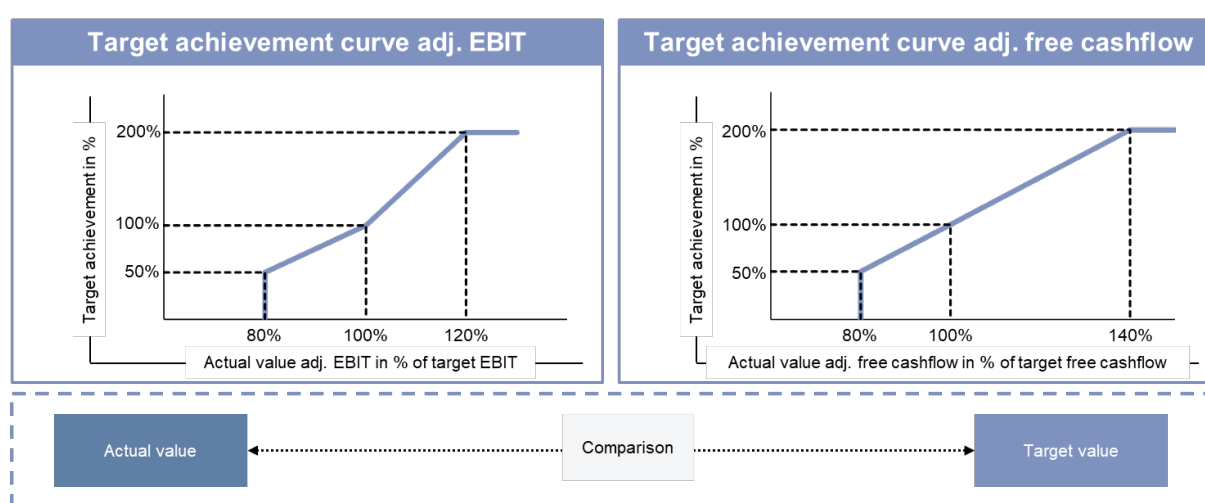 Target achievement curve adj. EBIT
Target achievement in %
200%
100%
50%
80%
100%
120%
Actual value adj. EBIT in % of target EBIT
Target achievement curve adj. free cashflow
Target achievement in %
200%
100%
50%
80%
100%
140%
Actual value adj. free cashflow in % of target free cashflow
Actual value
Comparison
Target value